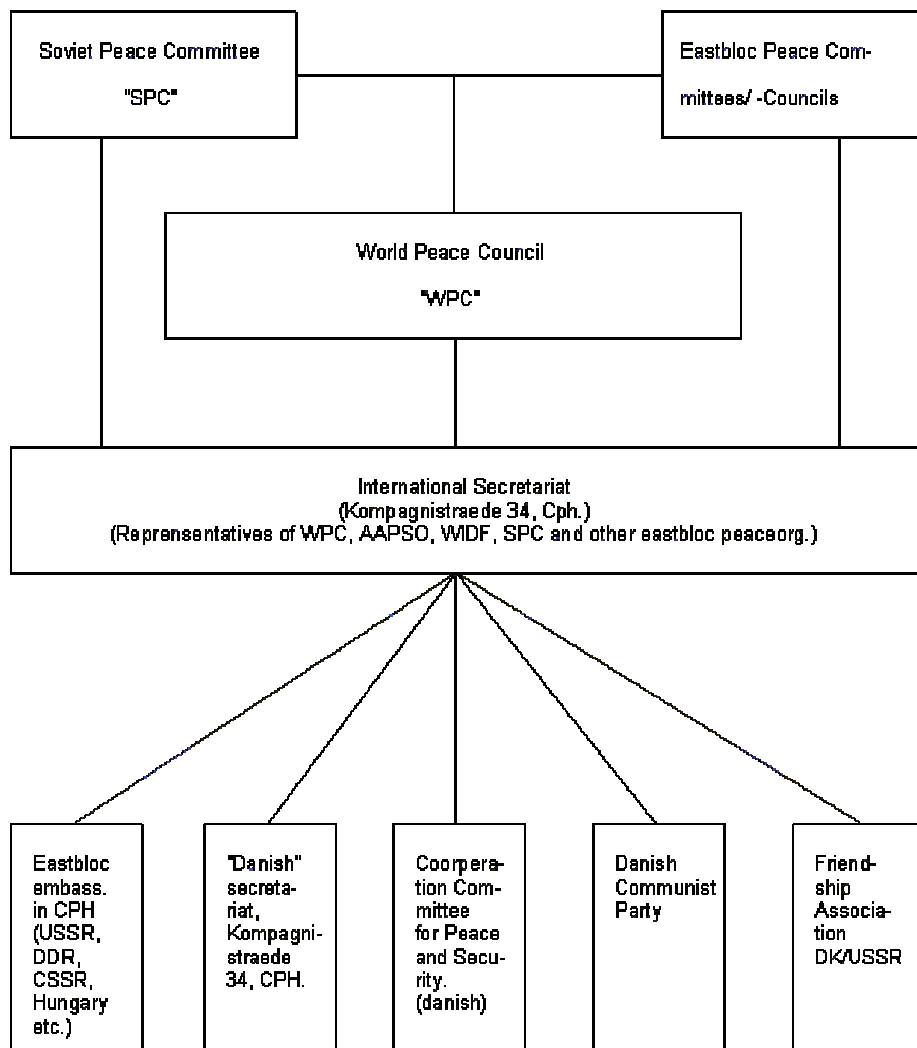 Soviet Peace Committee
"SPC"
Eastbloc Peace Com-
mittees/ -Councils
World Peace Council
"WPC"
International Secretariat
(Kompagnistraede 34, Cph.)
(Reprensentatives of WPC, AAPSO, WIDF, SPC and other eastbloc peaceorg.)
Eastbloc
embass.
in CPH
(USSR,
DDR,
CSSR,
Hungary
etc.)
"Danish"
secreta-
riat,
Kompagni-
straede
34, CPH.
Coorpera-
tion Com-
mittee
for Peace
and Secu-
rity.
(danish)
Danish
Communist
Party
Friend-
ship
Associa-
tion
DK/USSR